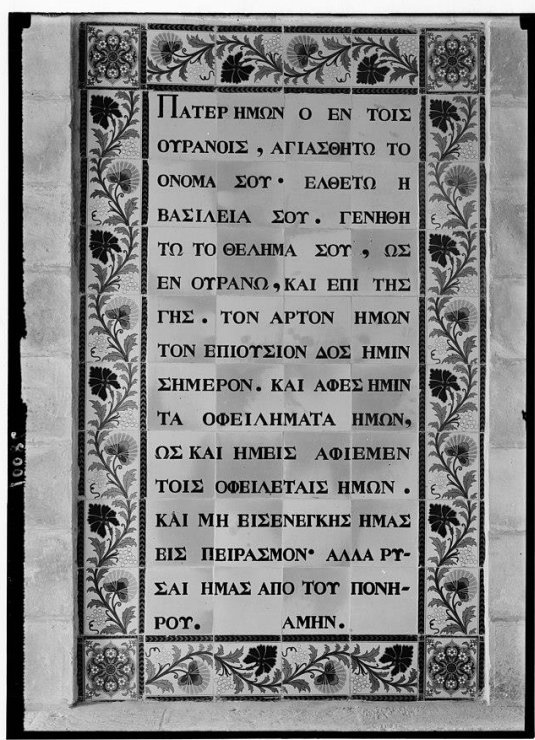 ΠΑΤΕΡ ΗΜΩΝ Ο ΕΝ ΤΟΙΣ
ΟΥΡΑΝΟΙΣ , ΑΓΙΑΣΘΗΤΩ ΤΟ
ΟΝΟΜΑ ΣΟΥ· ΕΛΘΕΤΩ Η
ΒΑΣΙΛΕΙΑ ΣΟΥ. ΓΕΝΗΘΗ
ΤΩ ΤΟ ΘΕΛΗΜΑ ΣΟΥ , ΩΣ
ΕΝ ΟΥΡΑΝΩ, ΚΑΙ ΕΠΙ ΤΗΣ
ΓΗΣ . ΤΟΝ ΑΡΤΟΝ ΗΜΩΝ
ΤΟΝ ΕΠΙΟΥΣΙΟΝ ΔΟΣ ΗΜΙΝ
ΣΗΜΕΡΟΝ. ΚΑΙ ΑΦΕΣ ΗΜΙΝ
ΤΑ ΟΦΕΙΛΗΜΑΤΑ ΗΜΩΝ,
ΩΣ ΚΑΙ ΗΜΕΙΣ ΑΦΙΕΜΕΝ
ΤΟΙΣ ΟΦΕΙΛΕΤΑΙΣ ΗΜΩΝ .
ΚΑΙ ΜΗ ΕΙΣΕΝΕΓΚΗΣ ΗΜΑΣ
ΕΙΣ ΠΕΙΡΑΣΜΟΝ· ΑΛΛΑ ΡΥ-
ΣΑΙ ΗΜΑΣ ΑΠΟ ΤΟΥ ΠΟΝΗ-
ΡΟΥ. ΑΜΗΝ.